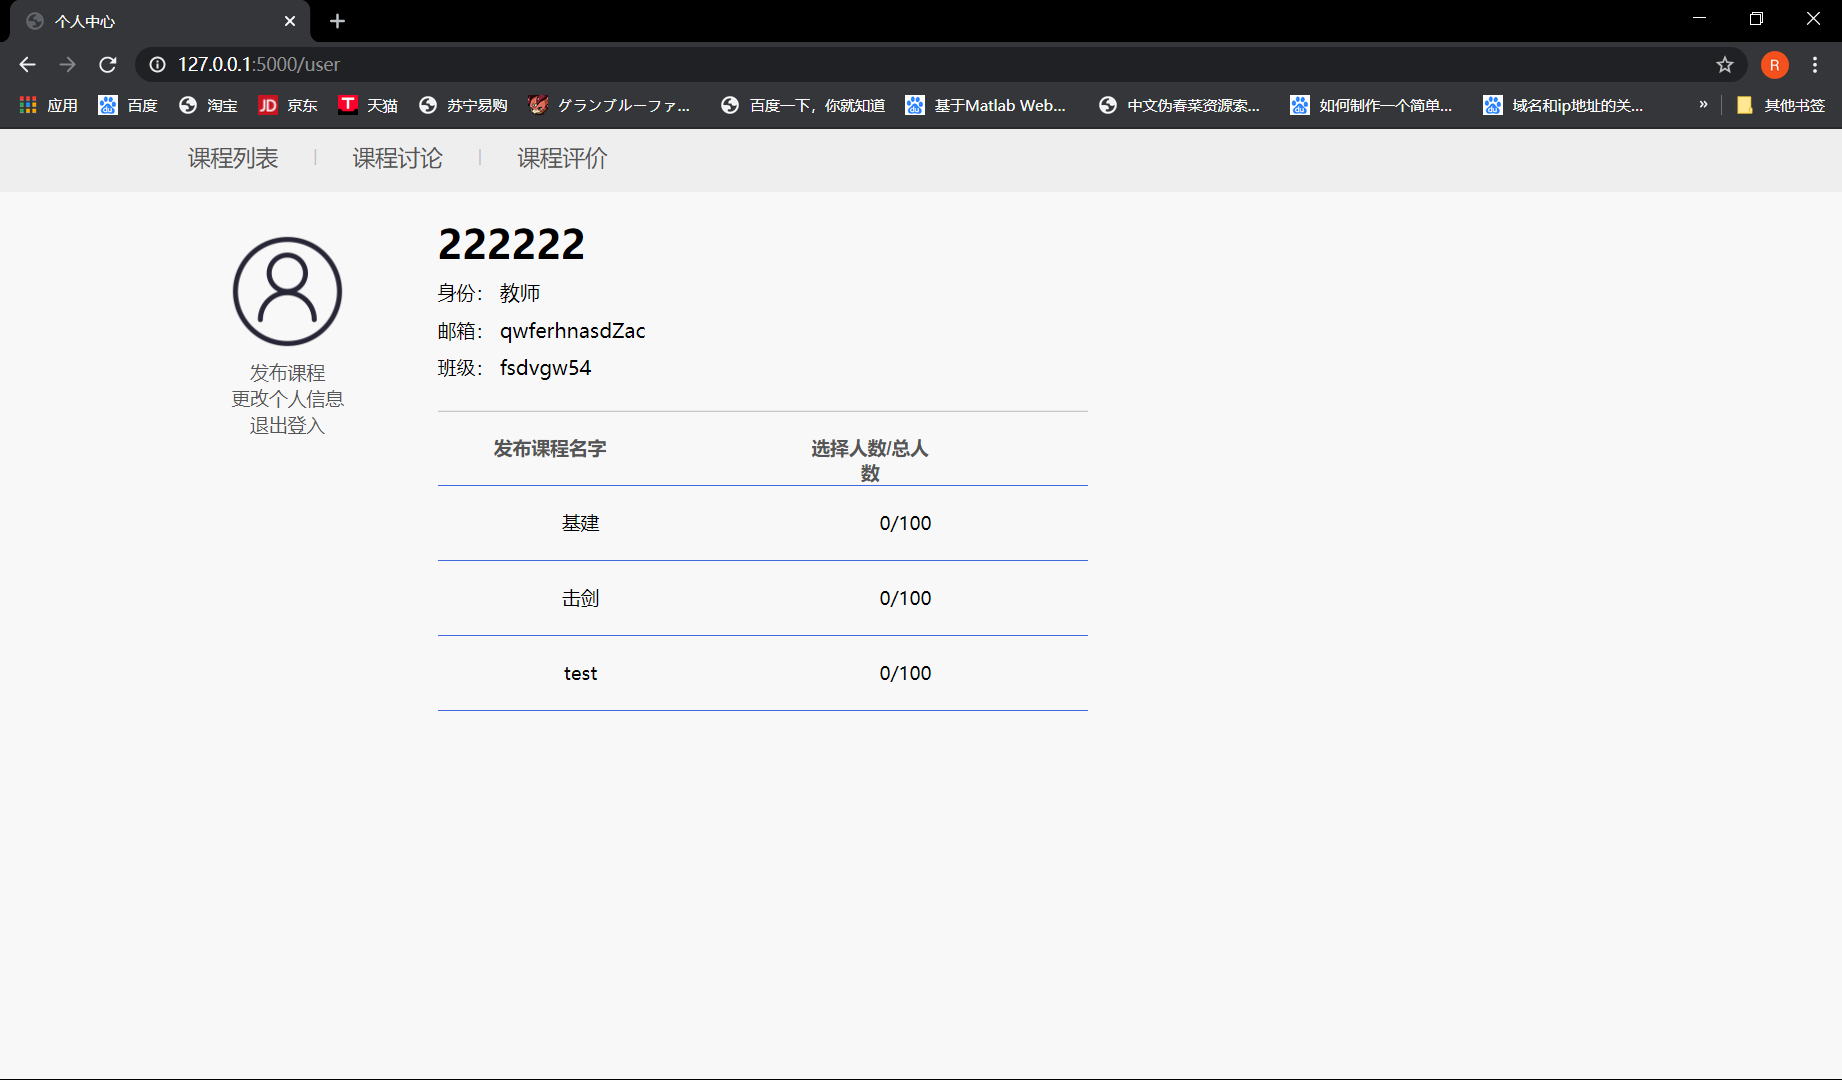 个人中心
127.0.0.1:5000/user
R
应用 百度 淘宝 JD 京东 T 天猫 苏宁易购 グランブルーファ... 百度一下，你就知道 基于Matlab Web... 中文伪春菜资源索... 如何制作一个简单... 域名和ip地址的关... » 其他书签
课程列表 | 课程讨论 | 课程评价
222222
身份： 教师
邮箱： qwferhnasdZac
班级： fsdvgw54
发布课程
更改个人信息
退出登入
发布课程名字 选择人数/总人
数
基建 0/100
击剑 0/100
test 0/100